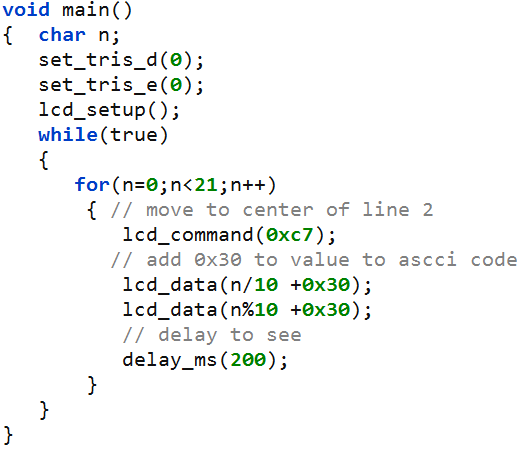 void main()
{  char n;
   set_tris_d(0);
   set_tris_e(0);
   lcd_setup();
   while(true)
   {
      for(n=0;n<21;n++)
       { // move to center of line 2
          lcd_command(0xc7);
         // add 0x30 to value to ascci code
          lcd_data(n/10 +0x30);
          lcd_data(n%10 +0x30);
          // delay to see
          delay_ms(200);
       }
   }
}